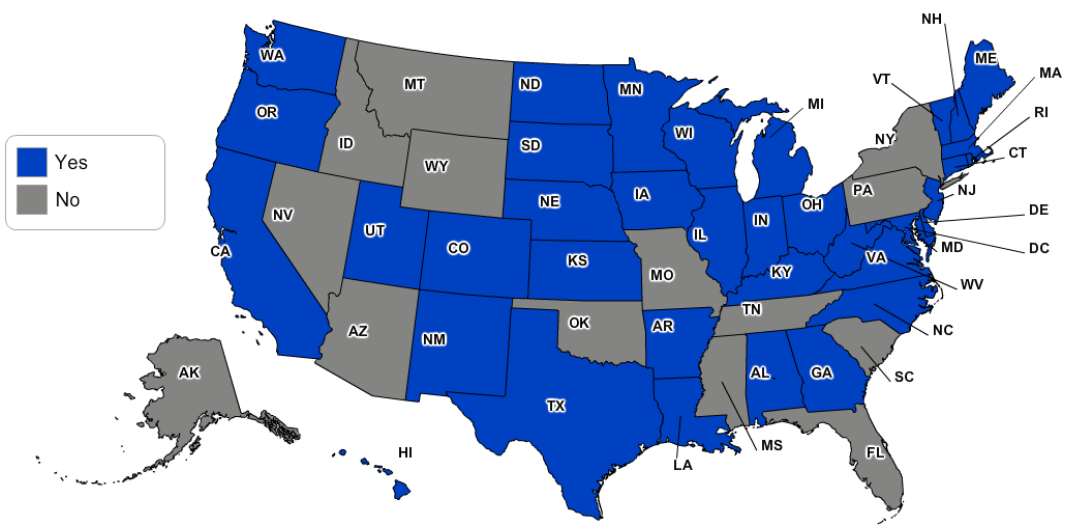 NH
ME
WA
MA
VT
MT
ND
MN
RI
MI
OR
WI
NY
ID
SD
CT
Yes
WY
PA
NJ
No
NE
IA
OH
NV
IN
DE
UT
IL
CO
DC
MD
CA
KS
VA
KY
MO
WV
TN
OK
AR
NC
AZ
NM
AK
AL
GA
SC
TX
MS
HI
FL
LA